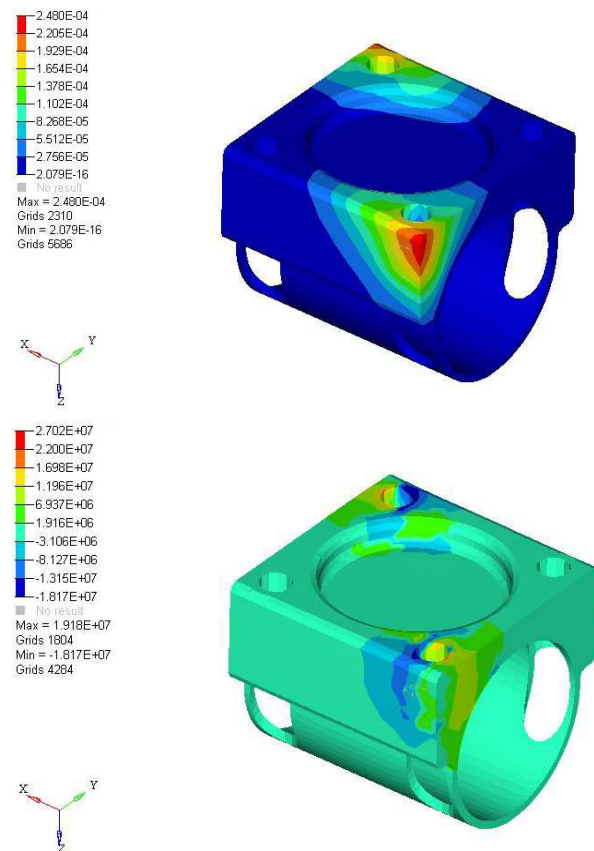 2.480E-04
2.205E-04
1.929E-04
1.654E-04
1.378E-04
1.102E-04
8.268E-05
5.512E-05
2.756E-05
2.079E-16
No result
Max = 2.480E-04
Grids 2310
Min = 2.079E-16
Grids 5686
X
Y
Z
2.702E+07
2.200E+07
1.698E+07
1.196E+07
6.937E+06
1.916E+06
-3.106E+06
-8.127E+06
-1.315E+07
-1.817E+07
No result
Max = 1.918E+07
Grids 1804
Min = -1.817E+07
Grids 4284
X
Y
Z